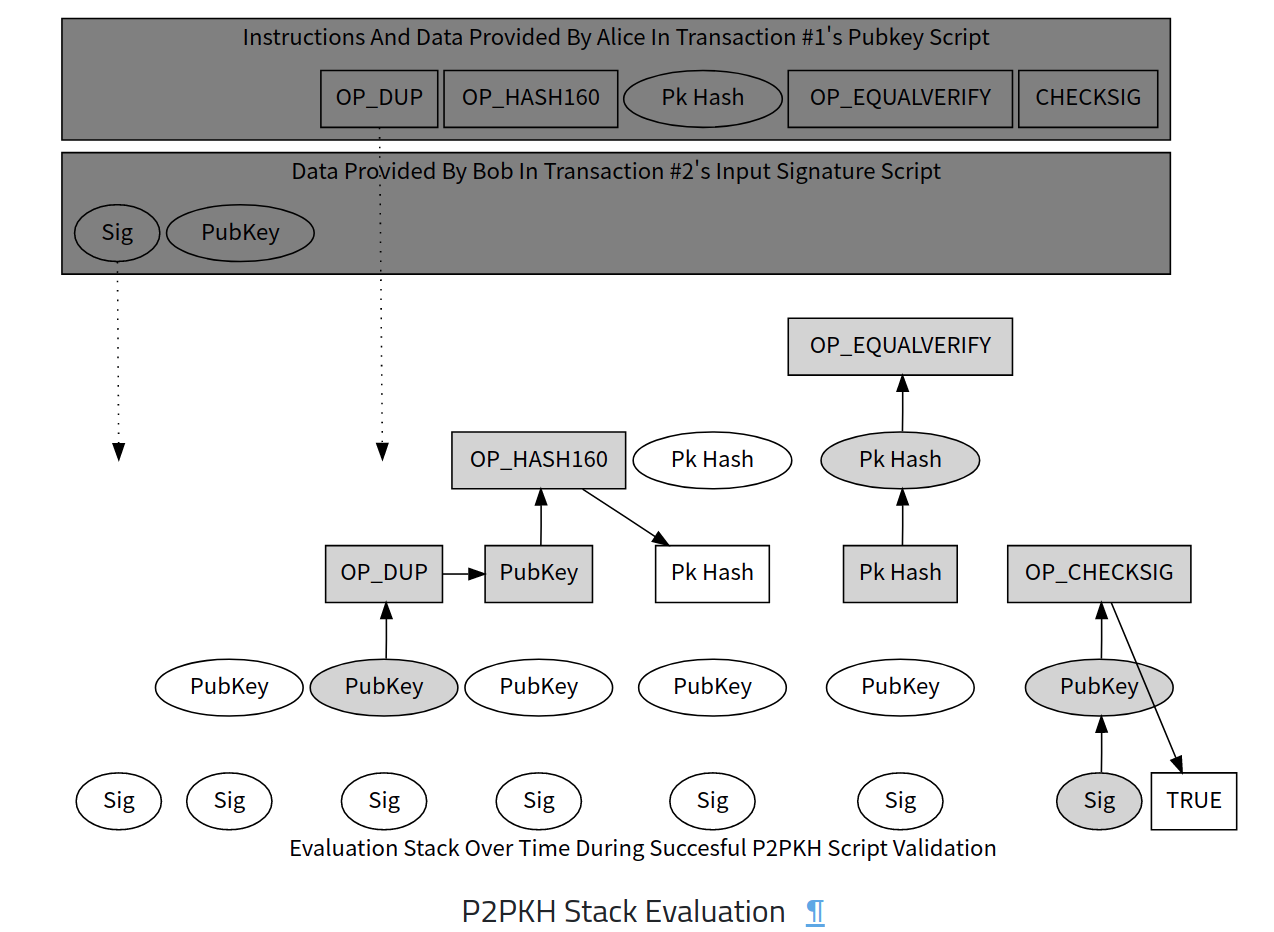 Instructions And Data Provided By Alice In Transaction #1's Pubkey Script
OP_DUP OP_HASH160 Pk Hash OP_EQUALVERIFY CHECKSIG
Data Provided By Bob In Transaction #2's Input Signature Script
Sig PubKey
OP_EQUALVERIFY
OP_HASH160 Pk Hash Pk Hash
OP_DUP PubKey Pk Hash Pk Hash OP_CHECKSIG
PubKey PubKey PubKey PubKey PubKey PubKey
Sig Sig Sig Sig Sig Sig Sig TRUE
Evaluation Stack Over Time During Succesful P2PKH Script Validation
P2PKH Stack Evaluation ¶